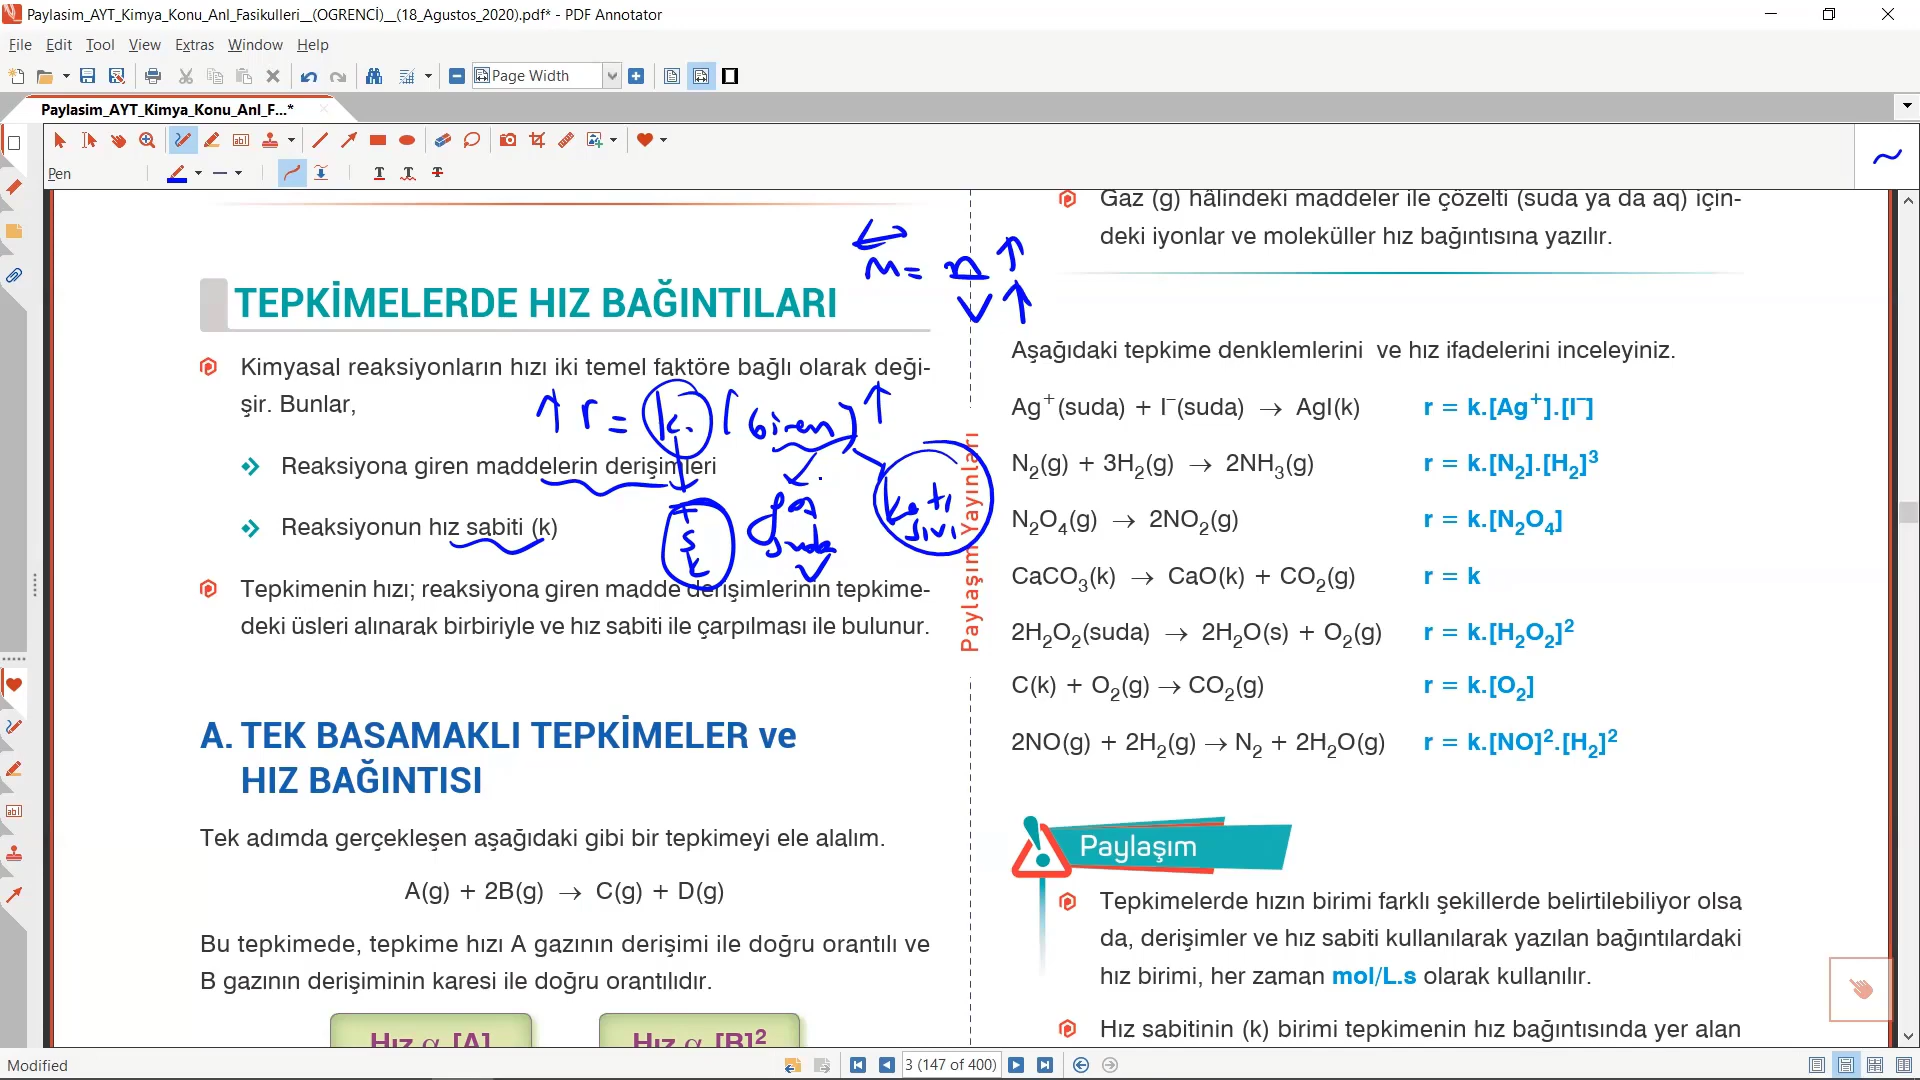 Paylasim_AYT_Kimya_Konu_Anl_Fasikulleri__(OGRENCİ)__(18_Agustos_2020).pdf* - PDF Annotator
File Edit Tool View Extras Window Help
Page Width
Paylasim_AYT_Kimya_Konu_Anl_F...*
Pen
TEPKİMELERDE HIZ BAĞINTILARI
Kimyasal reaksiyonların hızı iki temel faktöre bağlı olarak deği-
şir. Bunlar,
↑ r = k. [Giren] ↑
Reaksiyona giren maddelerin derişimleri
Reaksiyonun hız sabiti (k)
T
S
K
gaz
suda
katı
sıvı
Tepkimenin hızı; reaksiyona giren madde derişimlerinin tepkime-
deki üsleri alınarak birbiriyle ve hız sabiti ile çarpılması ile bulunur.
A. TEK BASAMAKLI TEPKİMELER ve
HIZ BAĞINTISI
Tek adımda gerçekleşen aşağıdaki gibi bir tepkimeyi ele alalım.
A(g) + 2B(g) → C(g) + D(g)
Bu tepkimede, tepkime hızı A gazının derişimi ile doğru orantılı ve
B gazının derişiminin karesi ile doğru orantılıdır.
Hız α [A] Hız α [B]²
M = n ↑
V ↑
Paylaşım Yayınları
Gaz (g) hâlindeki maddeler ile çözelti (suda ya da aq) için-
deki iyonlar ve moleküller hız bağıntısına yazılır.
Aşağıdaki tepkime denklemlerini ve hız ifadelerini inceleyiniz.
Ag⁺(suda) + I⁻(suda) → AgI(k) r = k.[Ag⁺].[I⁻]
N₂(g) + 3H₂(g) → 2NH₃(g) r = k.[N₂].[H₂]³
N₂O₄(g) → 2NO₂(g) r = k.[N₂O₄]
CaCO₃(k) → CaO(k) + CO₂(g) r = k
2H₂O₂(suda) → 2H₂O(s) + O₂(g) r = k.[H₂O₂]²
C(k) + O₂(g) → CO₂(g) r = k.[O₂]
2NO(g) + 2H₂(g) → N₂ + 2H₂O(g) r = k.[NO]².[H₂]²
Paylaşım
Tepkimelerde hızın birimi farklı şekillerde belirtilebiliyor olsa
da, derişimler ve hız sabiti kullanılarak yazılan bağıntılardaki
hız birimi, her zaman mol/L.s olarak kullanılır.
Hız sabitinin (k) birimi tepkimenin hız bağıntısında yer alan
Modified 3 (147 of 400)